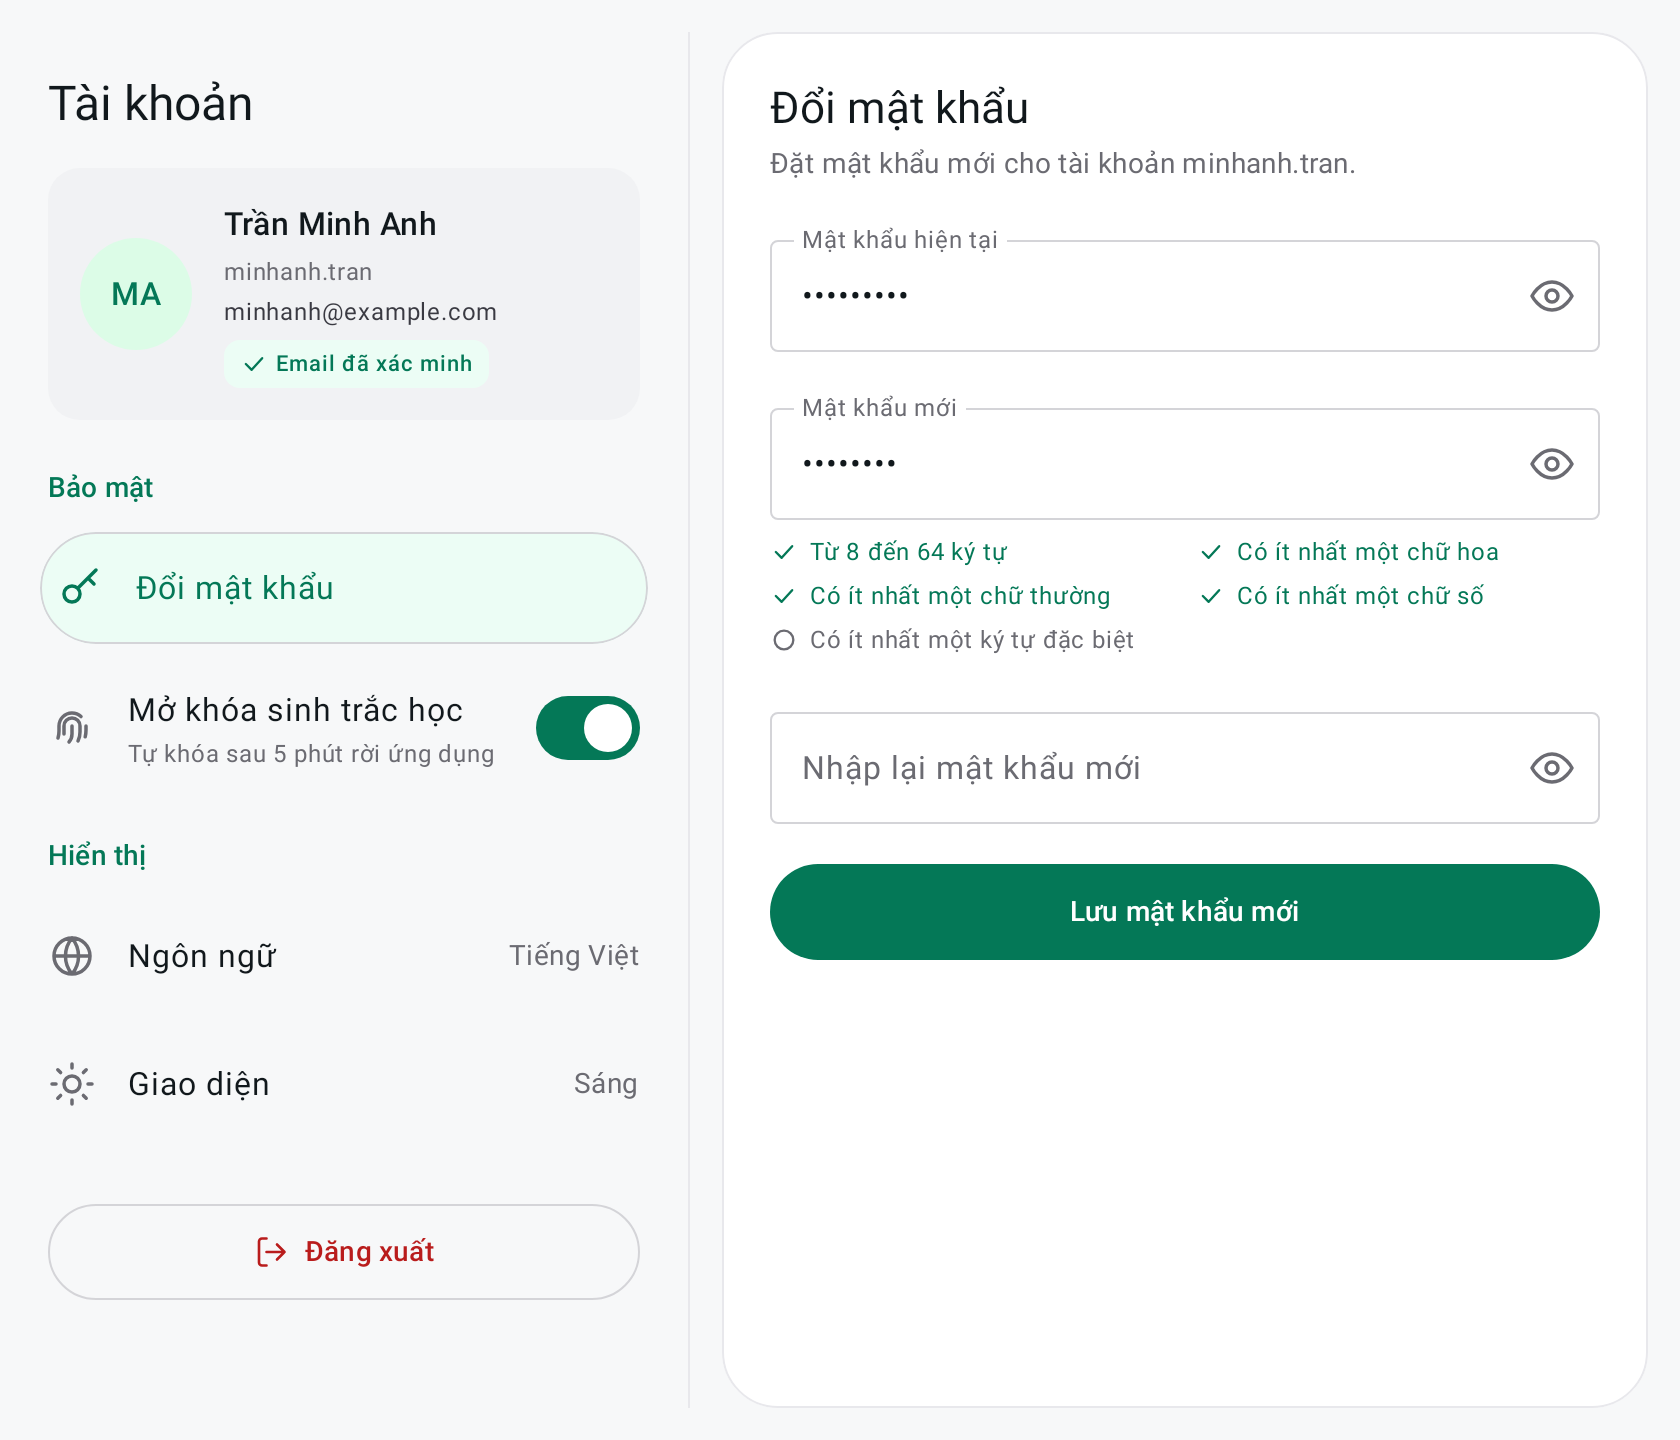 Tài khoản
MA
Trần Minh Anh
minhanh.tran
minhanh@example.com
Email đã xác minh
Bảo mật
Đổi mật khẩu
Mở khóa sinh trắc học
Tự khóa sau 5 phút rời ứng dụng
Hiển thị
Ngôn ngữ
Tiếng Việt
Giao diện
Sáng
Đăng xuất
Đổi mật khẩu
Đặt mật khẩu mới cho tài khoản minhanh.tran.
Mật khẩu hiện tại
•••••••••
Mật khẩu mới
••••••••
Từ 8 đến 64 ký tự
Có ít nhất một chữ hoa
Có ít nhất một chữ thường
Có ít nhất một chữ số
Có ít nhất một ký tự đặc biệt
Nhập lại mật khẩu mới
Lưu mật khẩu mới